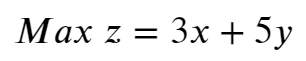 Max z = 3x + 5y